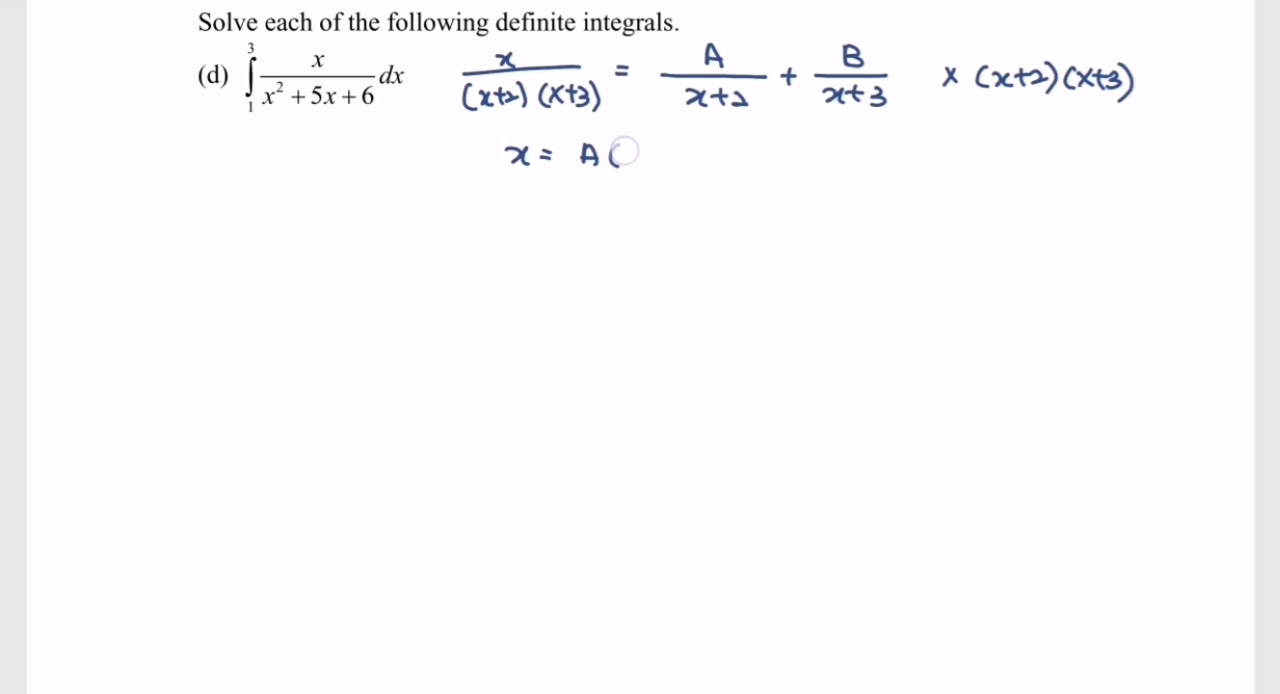 Solve each of the following definite integrals.
(d) ∫₁³ x/(x² + 5x + 6) dx   x/((x+2)(x+3)) = A/(x+2) + B/(x+3)   × (x+2)(x+3)
x = A(